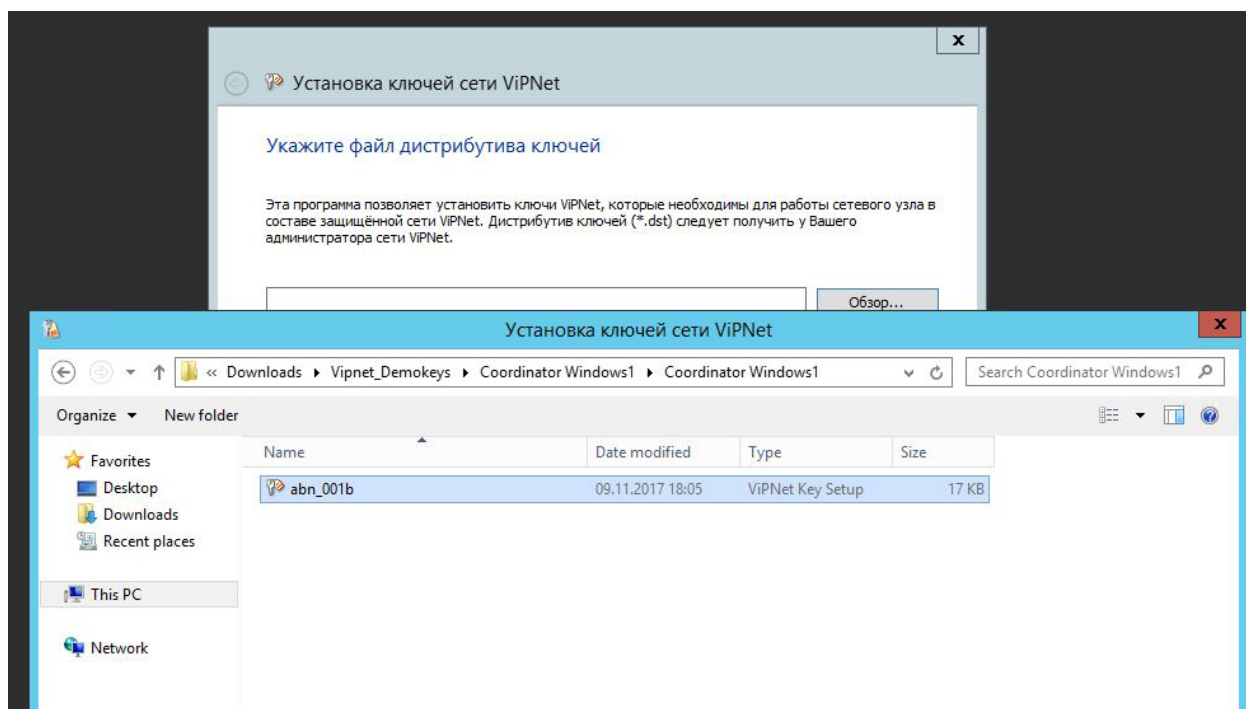 x
Установка ключей сети ViPNet
Укажите файл дистрибутива ключей
Эта программа позволяет установить ключи ViPNet, которые необходимы для работы сетевого узла в
составе защищённой сети ViPNet. Дистрибутив ключей (*.dst) следует получить у Вашего
администратора сети ViPNet.
Обзор...
Установка ключей сети ViPNet
x
« Downloads Vipnet_Demokeys Coordinator Windows1 Coordinator Windows1
Search Coordinator Windows1
Organize New folder
Favorites
Desktop
Downloads
Recent places
This PC
Network
Name Date modified Type Size
abn_001b 09.11.2017 18:05 ViPNet Key Setup 17 KB